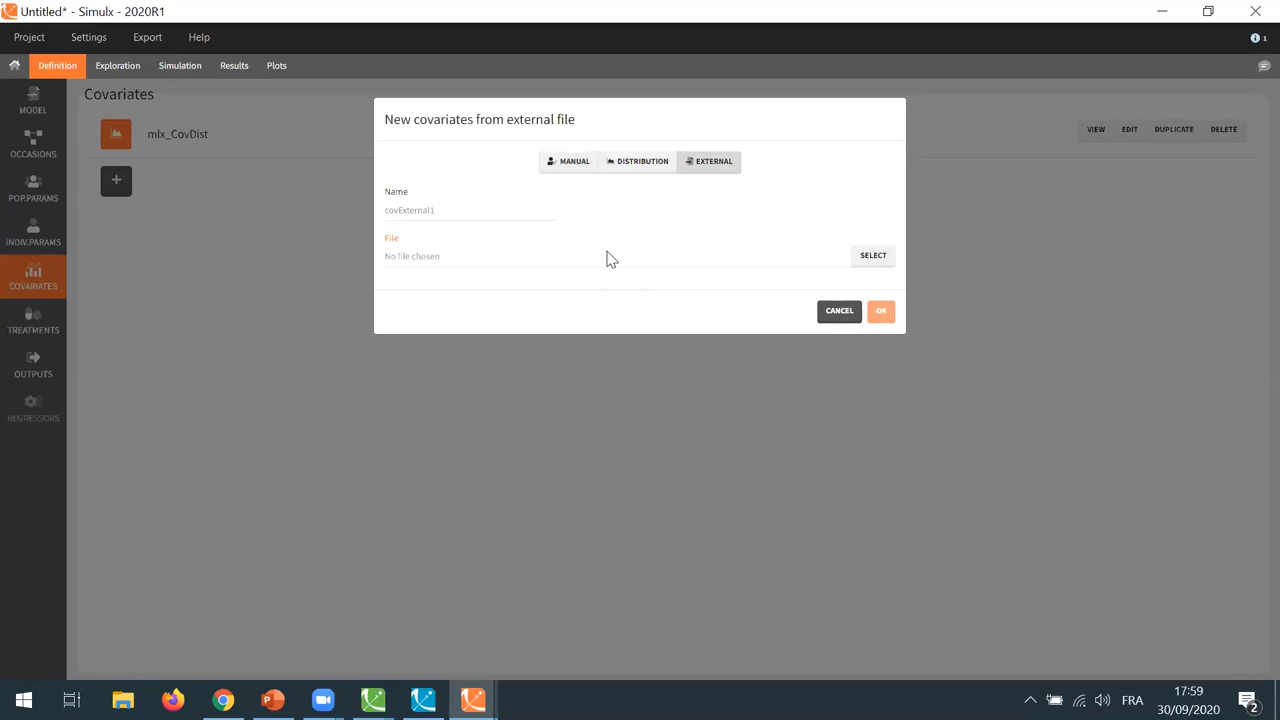 Untitled* - Simulx - 2020R1
Project Settings Export Help
1
Definition Exploration Simulation Results Plots
MODEL
OCCASIONS
POP.PARAMS
INDIV.PARAMS
COVARIATES
TREATMENTS
OUTPUTS
REGRESSORS
Covariates
mlx_CovDist
VIEW EDIT DUPLICATE DELETE
+
New covariates from external file
MANUAL DISTRIBUTION EXTERNAL
Name
covExternal1
File
No file chosen
SELECT
CANCEL OK
FRA
17:59
30/09/2020
2